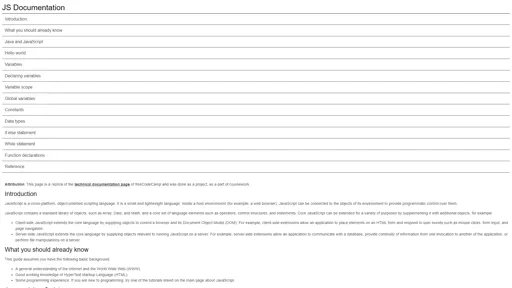 JS Documentation
Introduction
What you should already know
Java and JavaScript
Hello world
Variables
Declaring variables
Variable scope
Global variables
Constants
Data types
if else statement
While statement
Function declarations
Reference
Attribution: This page is a replica of the technical documentation page of freeCodeCamp and was done as a project, as a part of coursework.
Introduction
JavaScript is a cross-platform, object-oriented scripting language. It is a small and lightweight language. Inside a host environment (for example, a web browser), JavaScript can be connected to the objects of its environment to provide programmatic control over them.
JavaScript contains a standard library of objects, such as Array, Date, and Math, and a core set of language elements such as operators, control structures, and statements. Core JavaScript can be extended for a variety of purposes by supplementing it with additional objects; for example:
Client-side JavaScript extends the core language by supplying objects to control a browser and its Document Object Model (DOM). For example, client-side extensions allow an application to place elements on an HTML form and respond to user events such as mouse clicks, form input, and
page navigation.
Server-side JavaScript extends the core language by supplying objects relevant to running JavaScript on a server. For example, server-side extensions allow an application to communicate with a database, provide continuity of information from one invocation to another of the application, or
perform file manipulations on a server.
What you should already know
This guide assumes you have the following basic background:
A general understanding of the Internet and the World Wide Web (WWW).
Good working knowledge of HyperText Markup Language (HTML).
Some programming experience. If you are new to programming, try one of the tutorials linked on the main page about JavaScript.